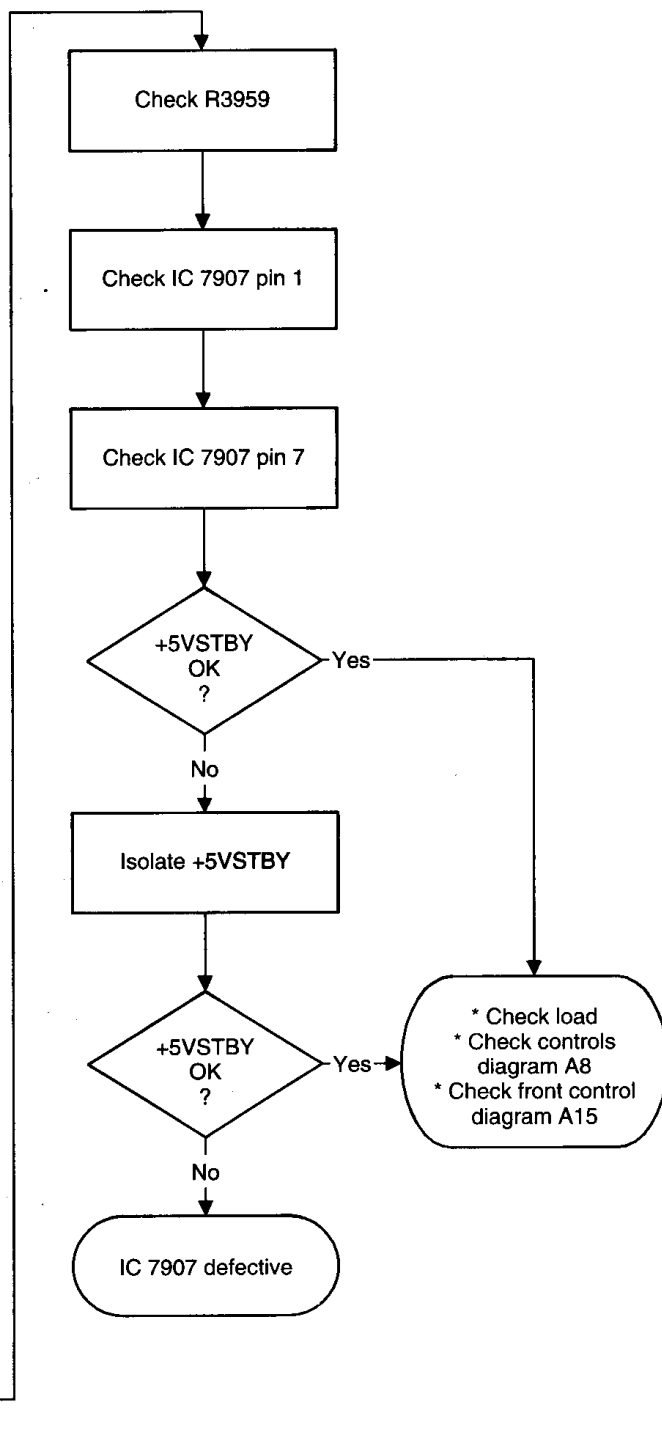 Check R3959
Check IC 7907 pin 1
Check IC 7907 pin 7
+5VSTBY
OK
?
Yes
No
Isolate +5VSTBY
+5VSTBY
OK
?
Yes
* Check load
* Check controls
diagram A8
* Check front control
diagram A15
No
IC 7907 defective